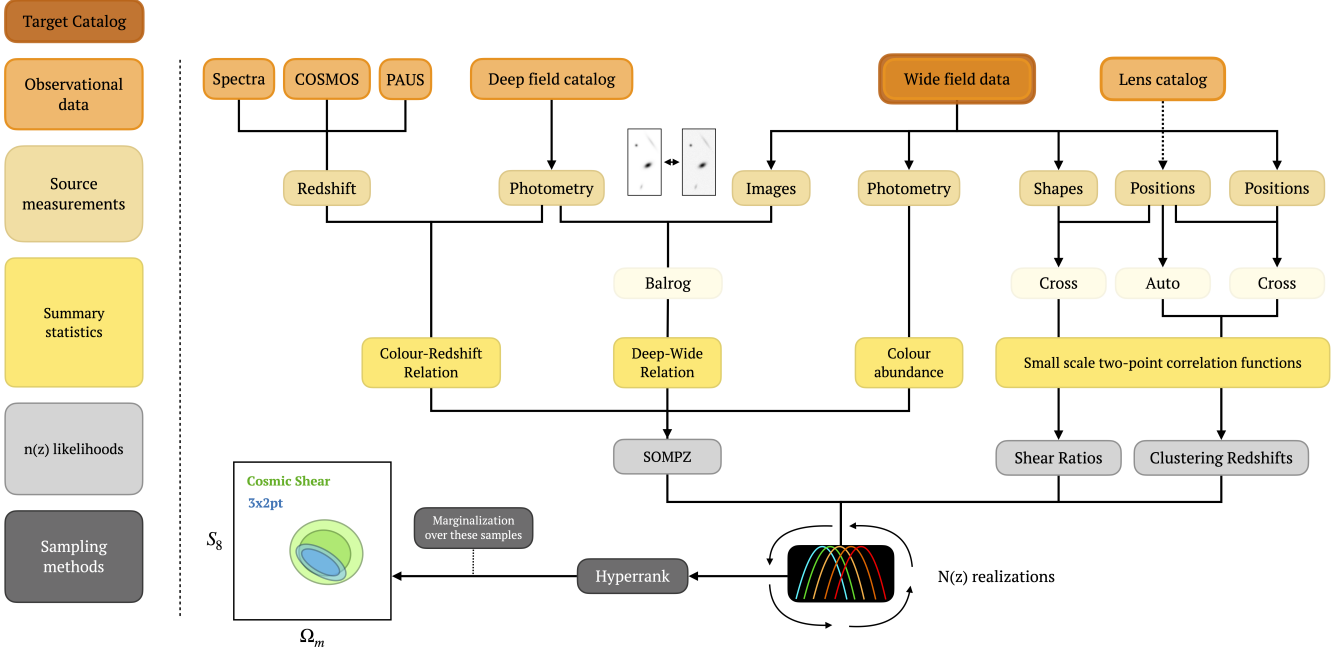 Target Catalog
Observational
data
Source
measurements
Summary
statistics
n(z) likelihoods
Sampling
methods
Spectra
COSMOS
PAUS
Deep field catalog
Wide field data
Lens catalog
Redshift
Photometry
Images
Photometry
Shapes
Positions
Positions
Balrog
Cross
Auto
Cross
Colour-Redshift
Relation
Deep-Wide
Relation
Colour
abundance
Small scale two-point correlation functions
SOMPZ
Shear Ratios
Clustering Redshifts
Cosmic Shear
3x2pt
S₈
Ωₘ
Marginalization
over these samples
Hyperrank
N(z) realizations